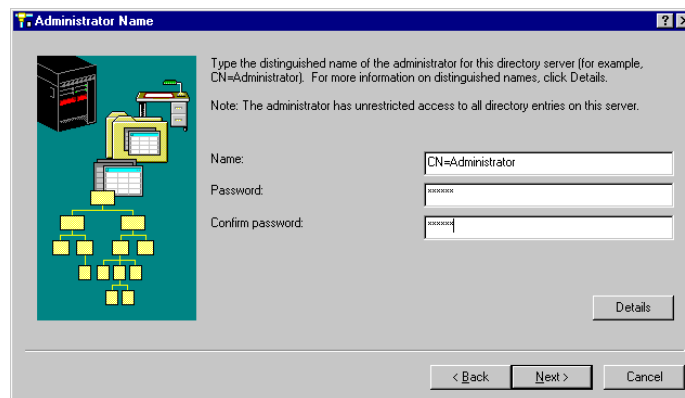 Administrator Name
Type the distinguished name of the administrator for this directory server (for example,
CN=Administrator). For more information on distinguished names, click Details.
Note: The administrator has unrestricted access to all directory entries on this server.
Name:
CN=Administrator
Password:
xxxxxx
Confirm password:
xxxxxx
Details
< Back
Next >
Cancel